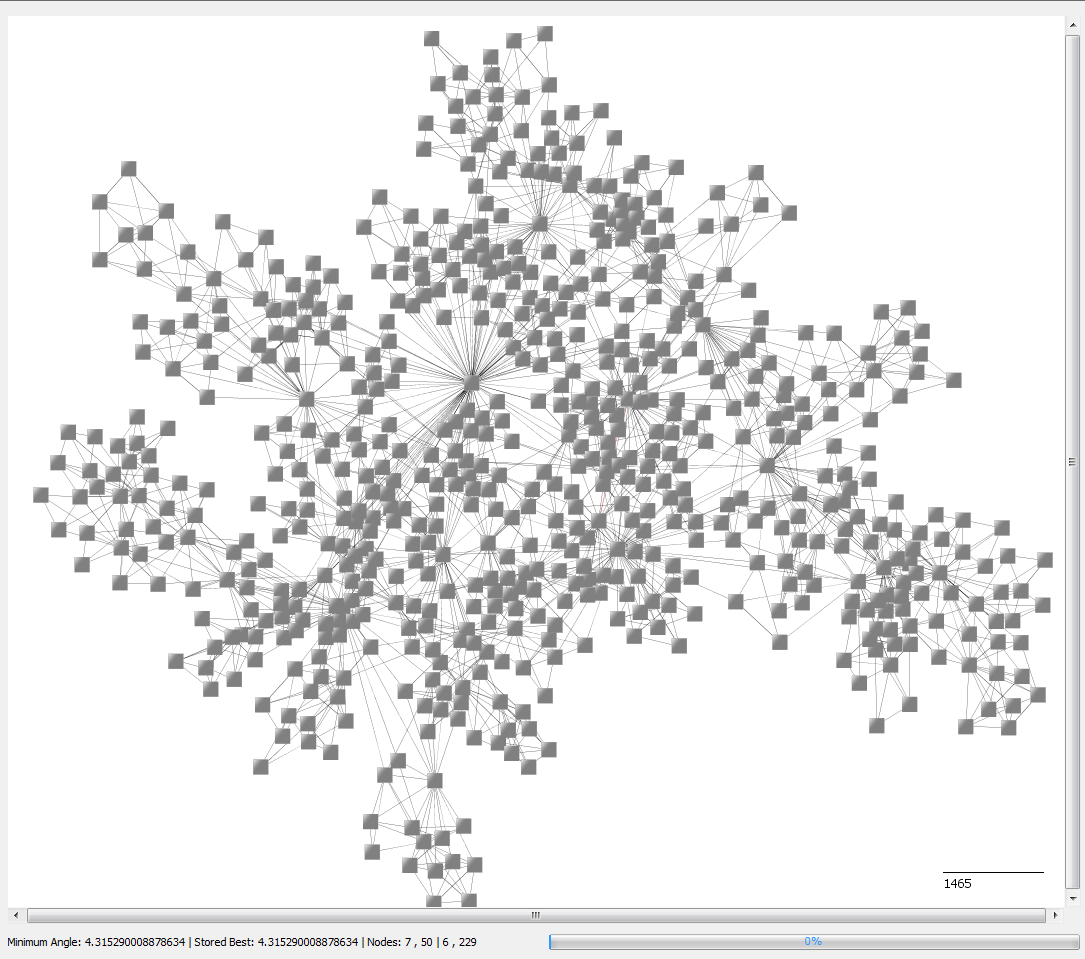 1465
Minimum Angle: 4.315290008878634 | Stored Best: 4.315290008878634 | Nodes: 7 , 50 | 6 , 229
0%